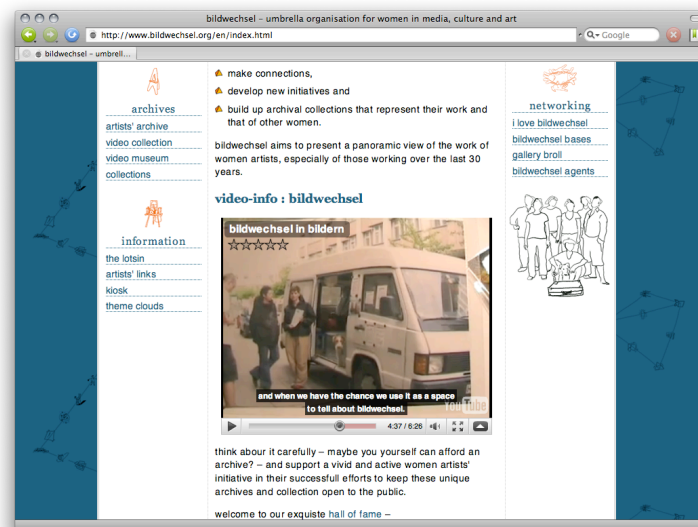 bildwechsel – umbrella organisation for women in media, culture and art
http://www.bildwechsel.org/en/index.html
Google
bildwechsel – umbrell...
archives
artists' archive
video collection
video museum
collections
information
the lotsin
artists' links
kiosk
theme clouds
make connections,
develop new initiatives and
build up archival collections that represent their work and
that of other women.
bildwechsel aims to present a panoramic view of the work of
women artists, especially of those working over the last 30
years.
video-info : bildwechsel
bildwechsel in bildern
and when we have the chance we use it as a space
to tell about bildwechsel.
YouTube
4:37 / 6:26
think abour it carefully – maybe you yourself can afford an
archive? – and support a vivid and active women artists'
initiative in their successfull efforts to keep these unique
archives and collection open to the public.
welcome to our exquiste hall of fame –
networking
i love bildwechsel
bildwechsel bases
gallery broll
bildwechsel agents